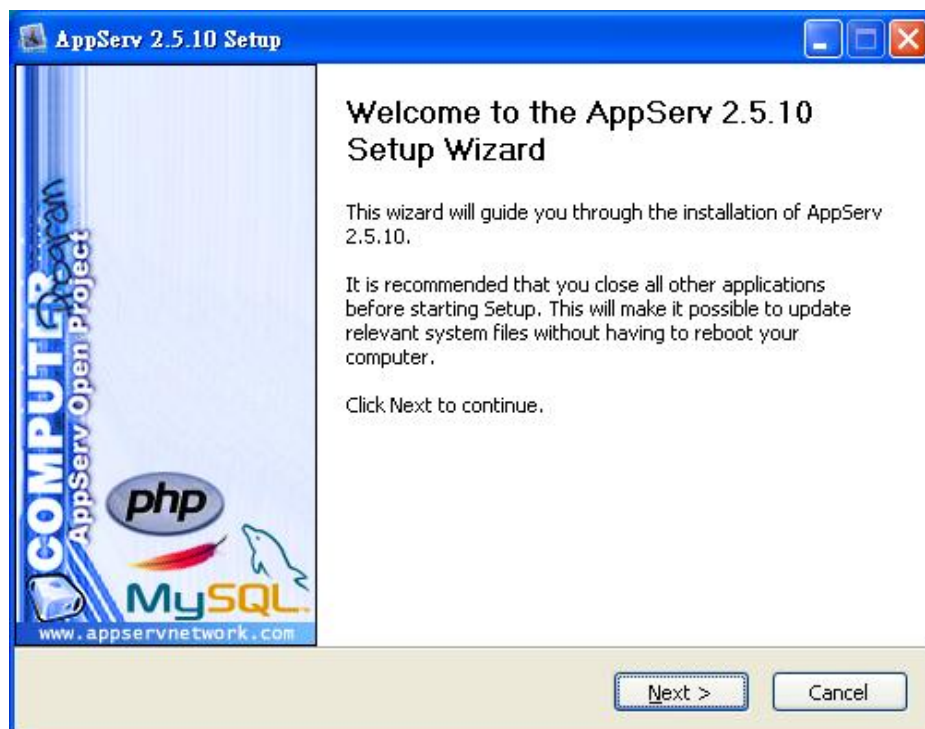 AppServ 2.5.10 Setup
Welcome to the AppServ 2.5.10
Setup Wizard
This wizard will guide you through the installation of AppServ
2.5.10.
It is recommended that you close all other applications
before starting Setup. This will make it possible to update
relevant system files without having to reboot your
computer.
Click Next to continue.
COMPUTER
Program
AppServ Open Project
php
MySQL
www.appservnetwork.com
Next >
Cancel